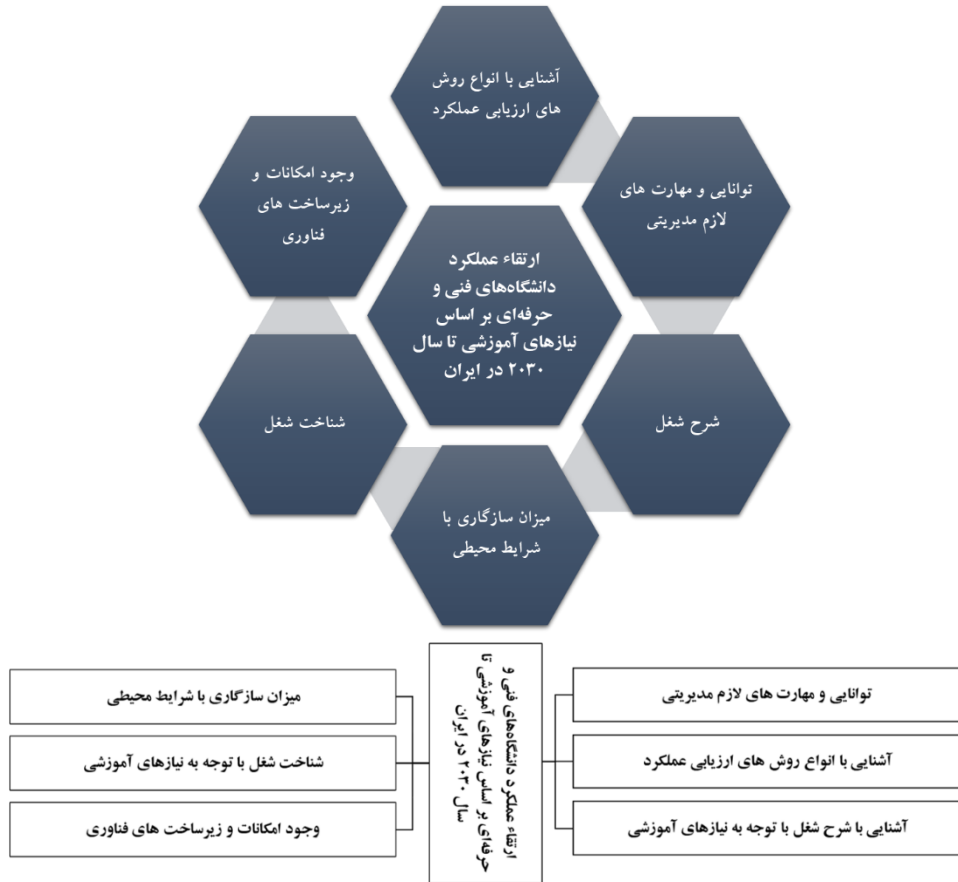 آشنایی با انواع روش
های ارزیابی عملکرد
توانایی و مهارت های
لازم مدیریتی
وجود امکانات و
زیرساخت های
فناوری
ارتقاء عملکرد
دانشگاه‌های فنی و
حرفه‌ای بر اساس
نیازهای آموزشی تا سال
۲۰۳۰ در ایران
شرح شغل
شناخت شغل
میزان سازگاری با
شرایط محیطی
توانایی و مهارت های لازم مدیریتی
آشنایی با انواع روش های ارزیابی عملکرد
آشنایی با شرح شغل با توجه به نیازهای آموزشی
ارتقاء عملکرد دانشگاه‌های فنی و
حرفه‌ای بر اساس نیازهای آموزشی تا
سال ۲۰۳۰ در ایران
میزان سازگاری با شرایط محیطی
شناخت شغل با توجه به نیازهای آموزشی
وجود امکانات و زیرساخت های فناوری